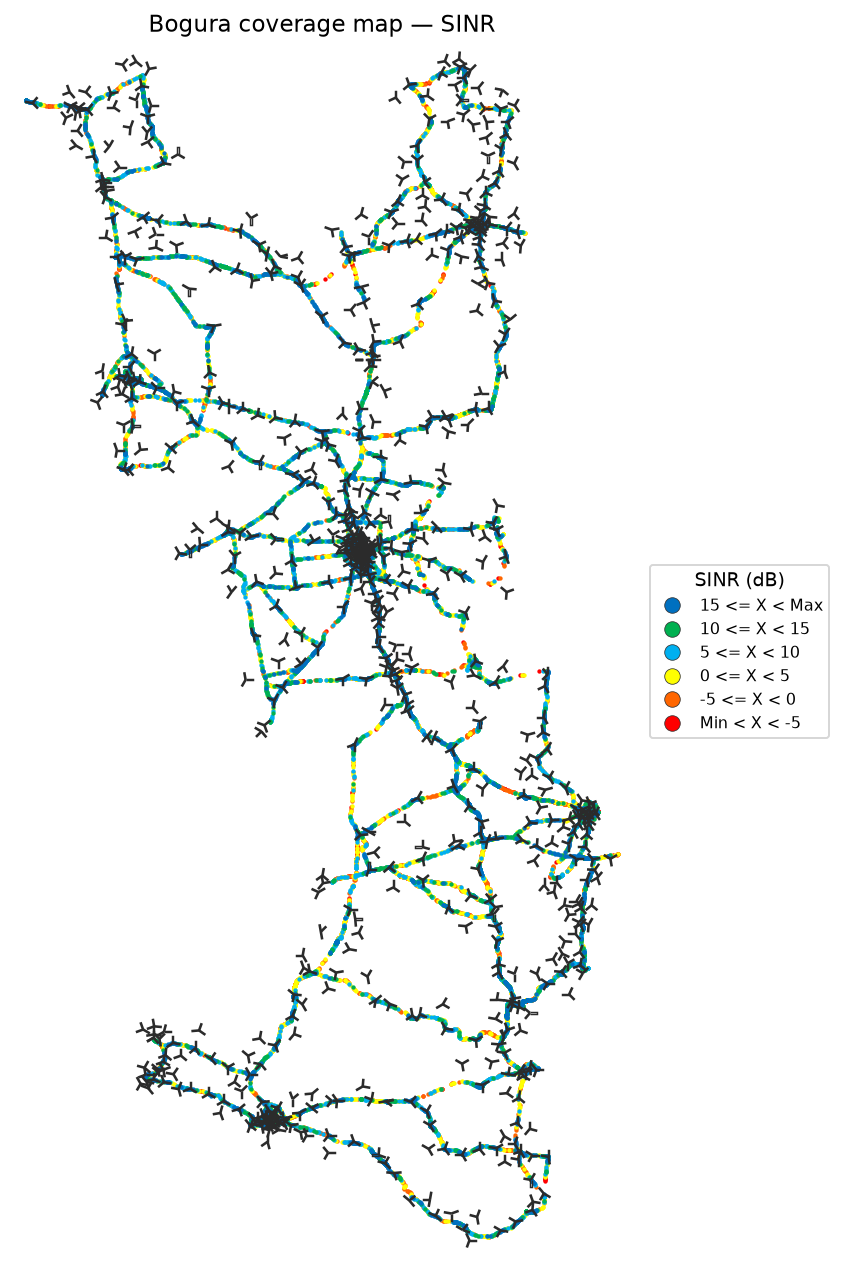 Bogura coverage map — SINR
SINR (dB)
15 <= X < Max
10 <= X < 15
5 <= X < 10
0 <= X < 5
-5 <= X < 0
Min < X < -5